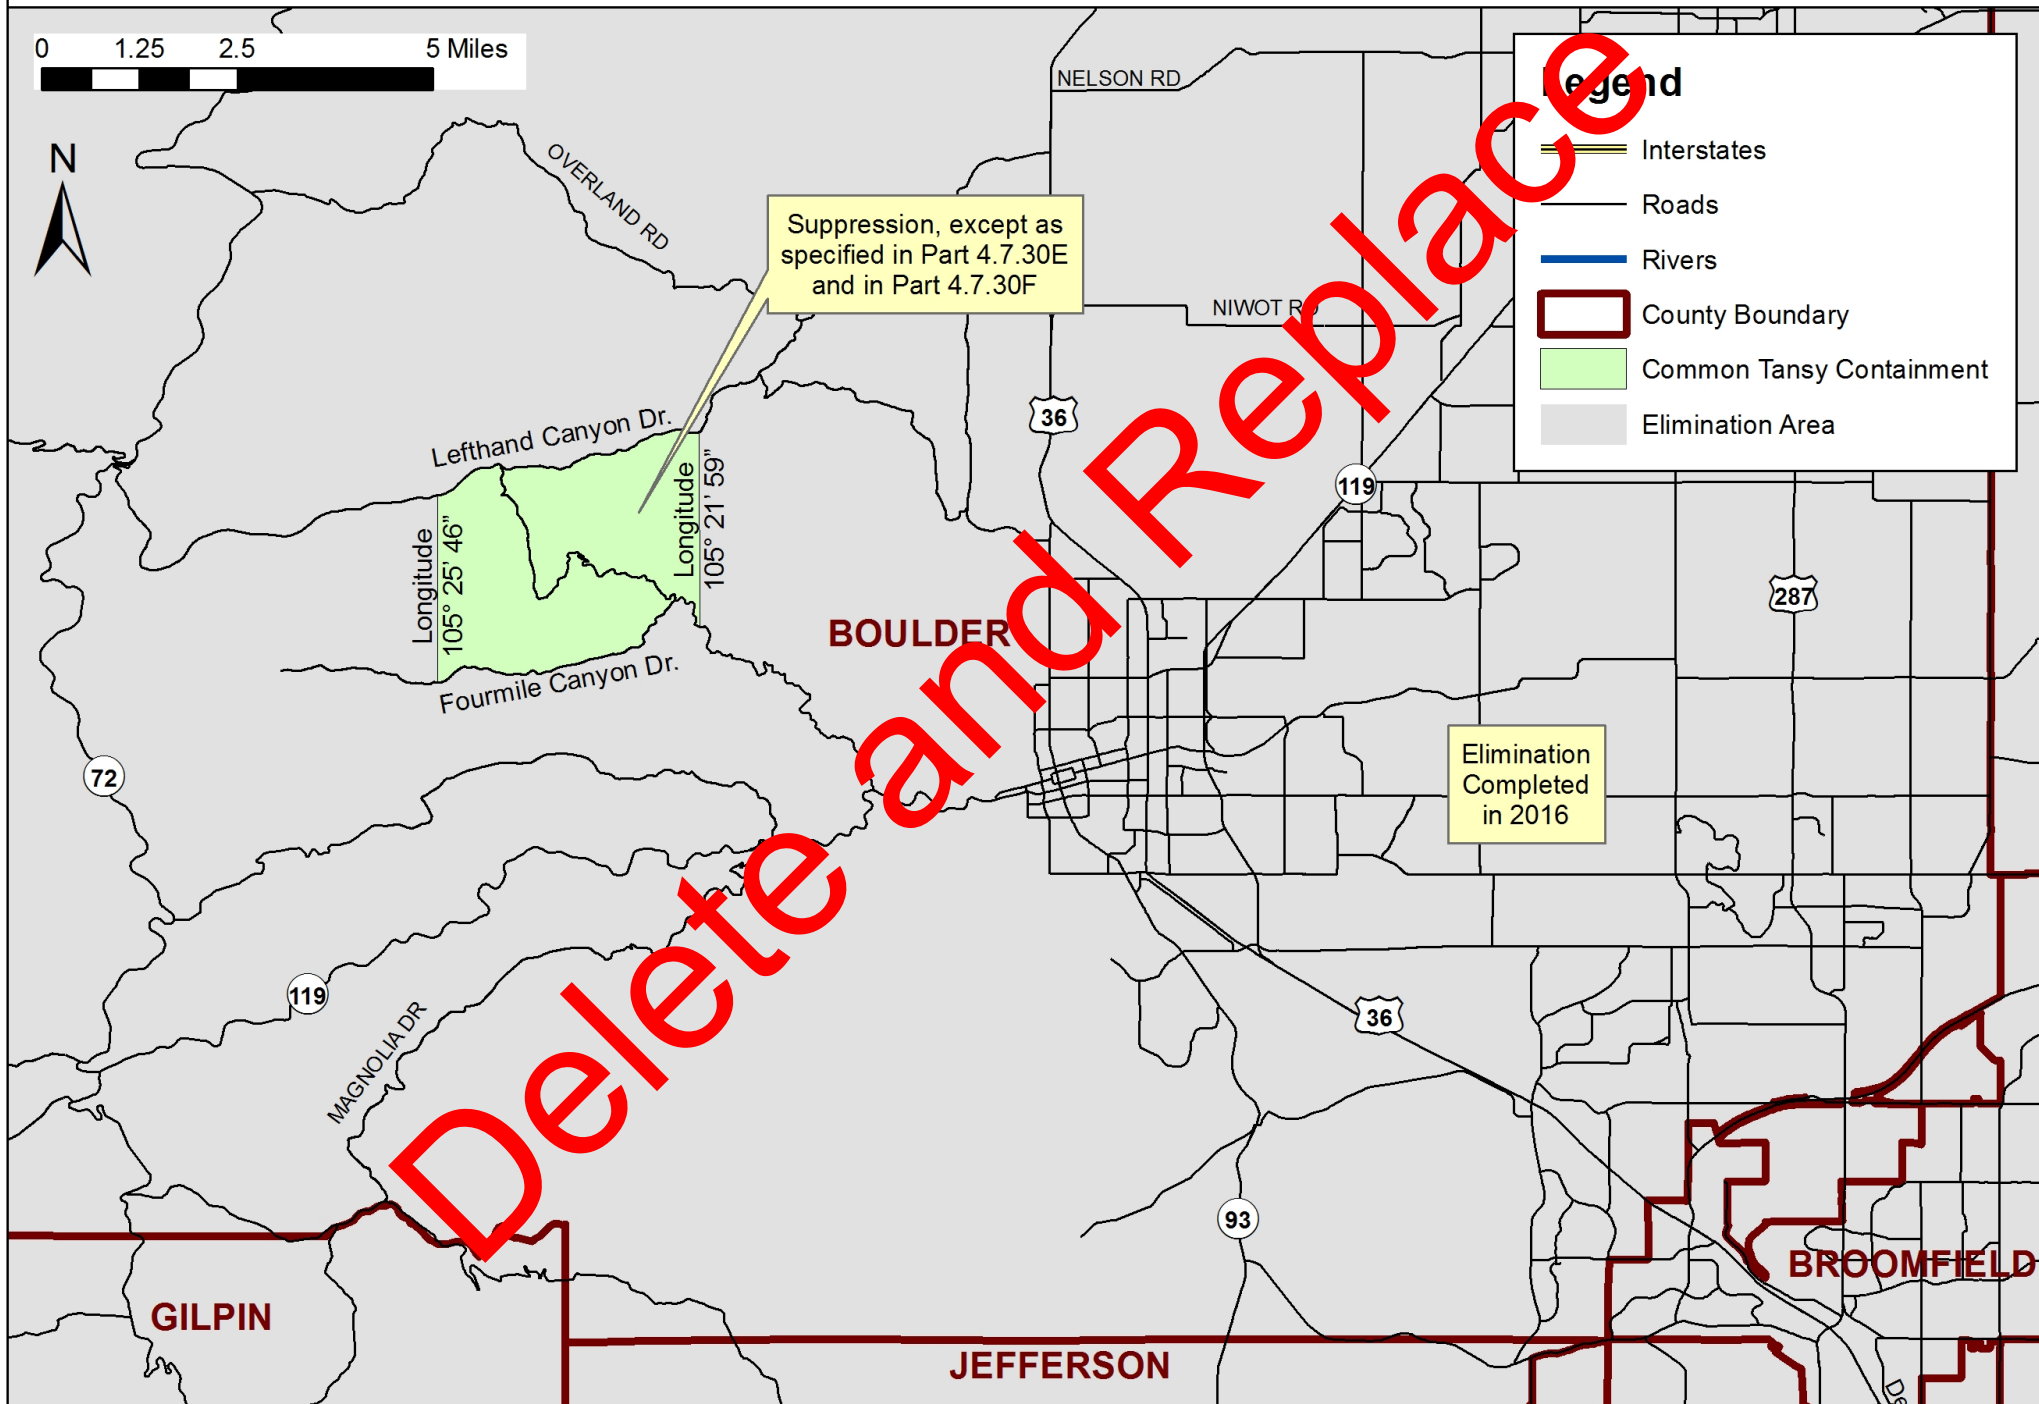 0 1.25 2.5 5 Miles
N
NELSON RD
OVERLAND RD
Suppression, except as
specified in Part 4.7.30E
and in Part 4.7.30F
NIWOT RD
Legend
Interstates
Roads
Rivers
County Boundary
Common Tansy Containment
Elimination Area
36
119
287
Lefthand Canyon Dr.
Longitude
105° 25' 46"
Longitude
105° 21' 59"
Fourmile Canyon Dr.
BOULDER
72
Elimination
Completed
in 2016
119
MAGNOLIA DR
36
93
GILPIN
JEFFERSON
BROOMFIELD
Delete and Replace